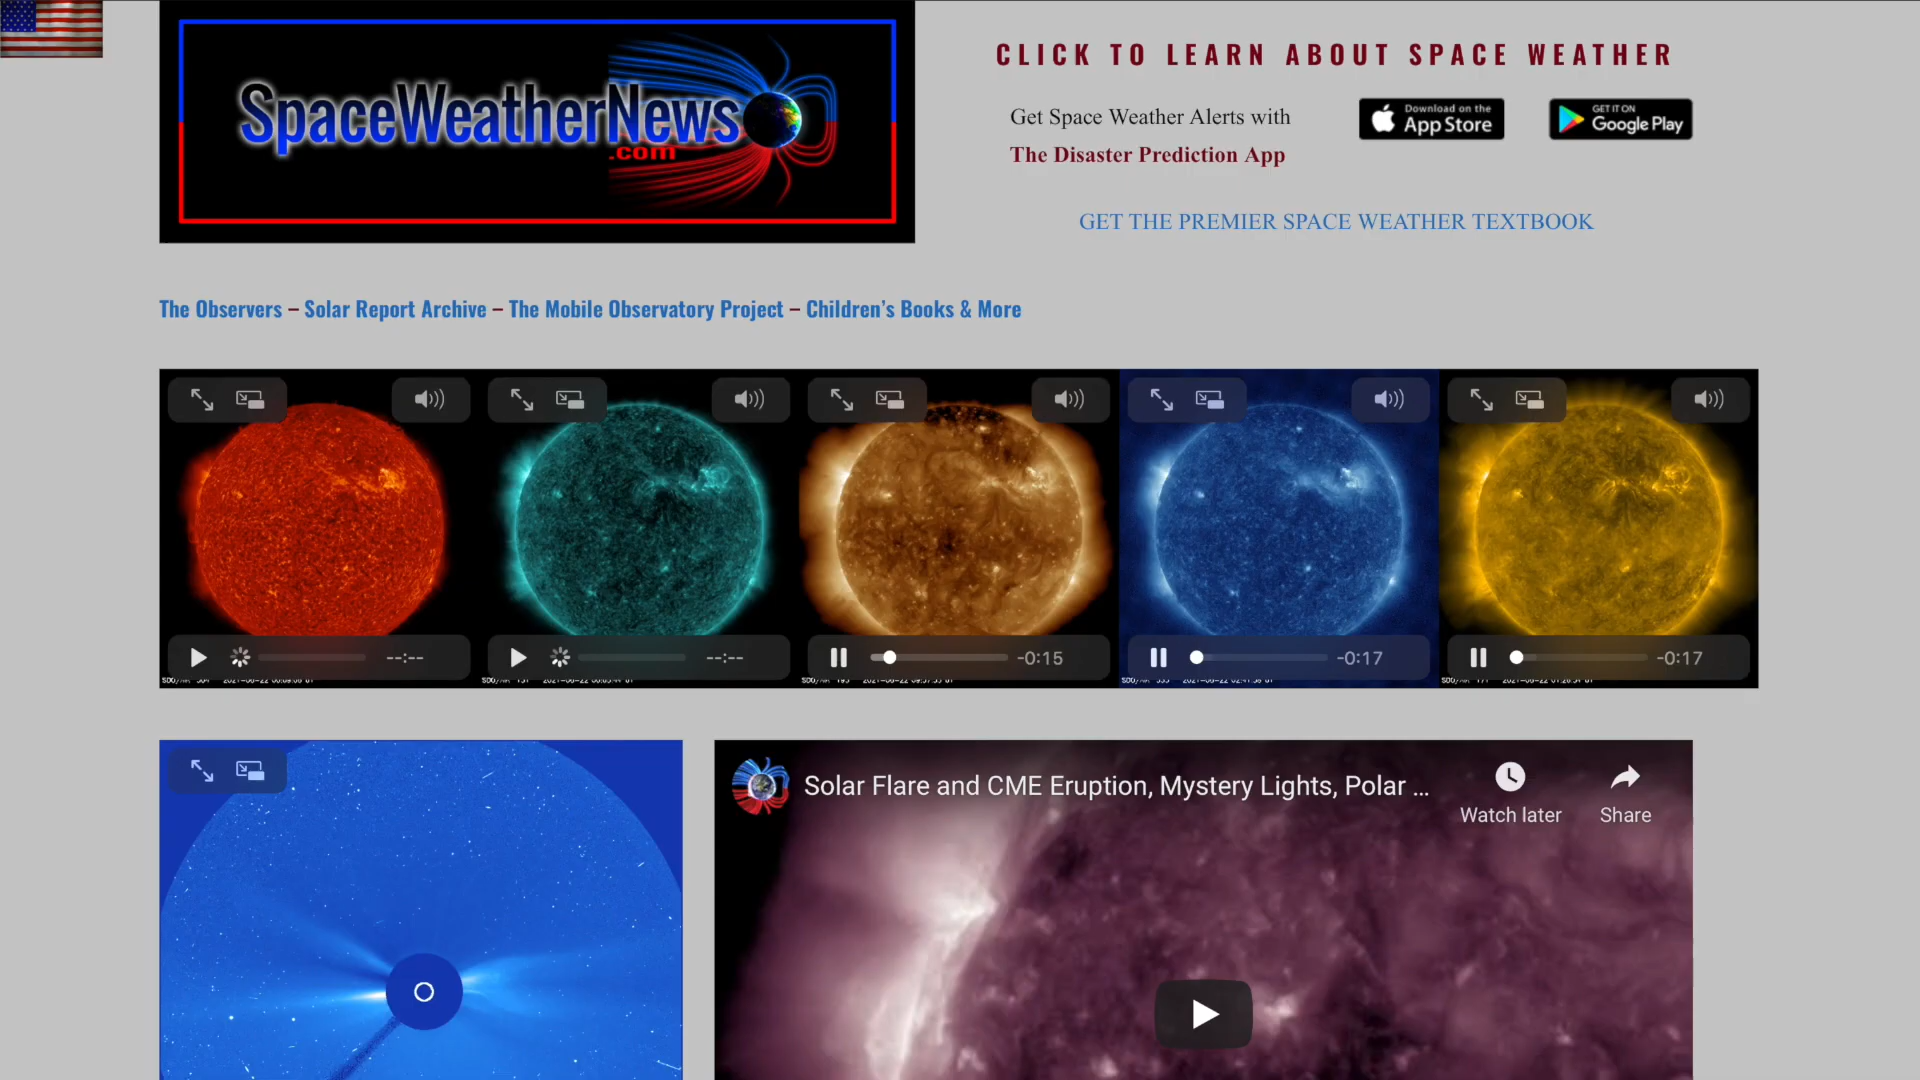 SpaceWeatherNews
.com
CLICK TO LEARN ABOUT SPACE WEATHER
Get Space Weather Alerts with
The Disaster Prediction App
Download on the
App Store
GET IT ON
Google Play
GET THE PREMIER SPACE WEATHER TEXTBOOK
The Observers – Solar Report Archive – The Mobile Observatory Project – Children's Books & More
--:--
--:--
-0:15
-0:17
-0:17
Solar Flare and CME Eruption, Mystery Lights, Polar ...
Watch later
Share